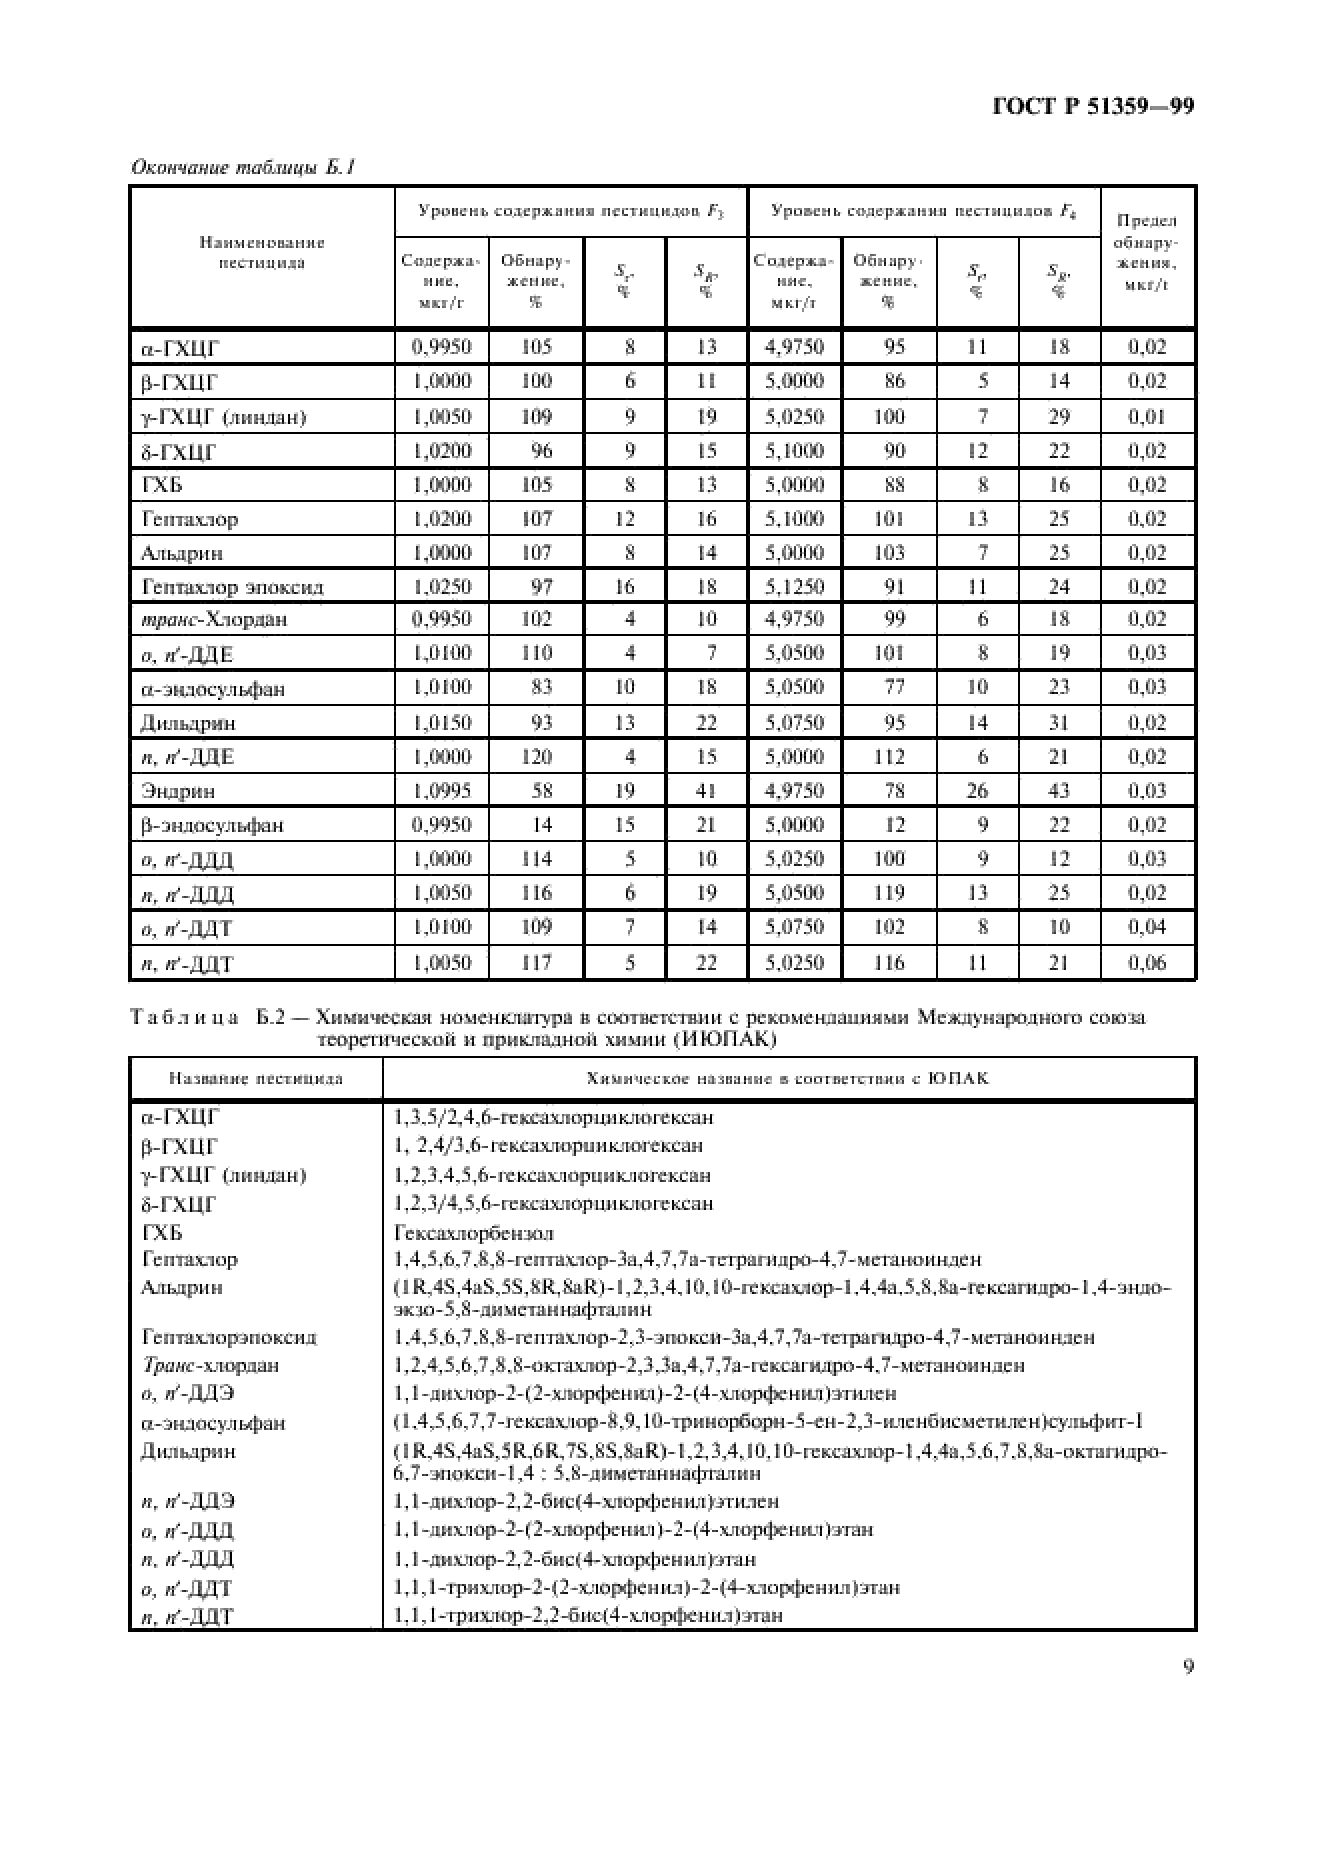 ГОСТ Р 51359—99
Окончание таблицы Б.1
Наименование пестицида
Уровень содержания пестицидов F3
Уровень содержания пестицидов F4
Предел обнару-жения, мкг/г
Содержа-ние, мкг/г
Обнару-жение, %
Sr, %
SR, %
Содержа-ние, мкг/г
Обнару-жение, %
Sr, %
SR, %
α-ГХЦГ 0,9950 105 8 13 4,9750 95 11 18 0,02
β-ГХЦГ 1,0000 100 6 11 5,0000 86 5 14 0,02
γ-ГХЦГ (линдан) 1,0050 109 9 19 5,0250 100 7 29 0,01
δ-ГХЦГ 1,0200 96 9 15 5,1000 90 12 22 0,02
ГХБ 1,0000 105 8 13 5,0000 88 8 16 0,02
Гептахлор 1,0200 107 12 16 5,1000 101 13 25 0,02
Альдрин 1,0000 107 8 14 5,0000 103 7 25 0,02
Гептахлор эпоксид 1,0250 97 16 18 5,1250 91 11 24 0,02
транс-Хлордан 0,9950 102 4 10 4,9750 99 6 18 0,02
о, п′-ДДЕ 1,0100 110 4 7 5,0500 101 8 19 0,03
α-эндосульфан 1,0100 83 10 18 5,0500 77 10 23 0,03
Дильдрин 1,0150 93 13 22 5,0750 95 14 31 0,02
п, п′-ДДЕ 1,0000 120 4 15 5,0000 112 6 21 0,02
Эндрин 1,0995 58 19 41 4,9750 78 26 43 0,03
β-эндосульфан 0,9950 14 15 21 5,0000 12 9 22 0,02
о, п′-ДДД 1,0000 114 5 10 5,0250 100 9 12 0,03
п, п′-ДДД 1,0050 116 6 19 5,0500 119 13 25 0,02
о, п′-ДДТ 1,0100 109 7 14 5,0750 102 8 10 0,04
п, п′-ДДТ 1,0050 117 5 22 5,0250 116 11 21 0,06
Таблица Б.2 — Химическая номенклатура в соответствии с рекомендациями Международного союза
теоретической и прикладной химии (ИЮПАК)
Название пестицида Химическое название в соответствии с ЮПАК
α-ГХЦГ 1,3,5/2,4,6-гексахлорциклогексан
β-ГХЦГ 1, 2,4/3,6-гексахлорциклогексан
γ-ГХЦГ (линдан) 1,2,3,4,5,6-гексахлорциклогексан
δ-ГХЦГ 1,2,3/4,5,6-гексахлорциклогексан
ГХБ Гексахлорбензол
Гептахлор 1,4,5,6,7,8,8-гептахлор-3а,4,7,7а-тетрагидро-4,7-метаноинден
Альдрин (1R,4S,4aS,5S,8R,8aR)-1,2,3,4,10,10-гексахлор-1,4,4а,5,8,8а-гексагидро-1,4-эндо-
экзо-5,8-диметаннафталин
Гептахлорэпоксид 1,4,5,6,7,8,8-гептахлор-2,3-эпокси-3а,4,7,7а-тетрагидро-4,7-метаноинден
Транс-хлордан 1,2,4,5,6,7,8,8-октахлор-2,3,3а,4,7,7а-гексагидро-4,7-метаноинден
о, п′-ДДЭ 1,1-дихлор-2-(2-хлорфенил)-2-(4-хлорфенил)этилен
α-эндосульфан (1,4,5,6,7,7-гексахлор-8,9,10-тринорборн-5-ен-2,3-иленбисметилен)сульфит-I
Дильдрин (1R,4S,4aS,5R,6R,7S,8S,8aR)-1,2,3,4,10,10-гексахлор-1,4,4а,5,6,7,8,8а-октагидро-
6,7-эпокси-1,4 : 5,8-диметаннафталин
п, п′-ДДЭ 1,1-дихлор-2,2-бис(4-хлорфенил)этилен
о, п′-ДДД 1,1-дихлор-2-(2-хлорфенил)-2-(4-хлорфенил)этан
п, п′-ДДД 1,1-дихлор-2,2-бис(4-хлорфенил)этан
о, п′-ДДТ 1,1,1-трихлор-2-(2-хлорфенил)-2-(4-хлорфенил)этан
п, п′-ДДТ 1,1,1-трихлор-2,2-бис(4-хлорфенил)этан
9